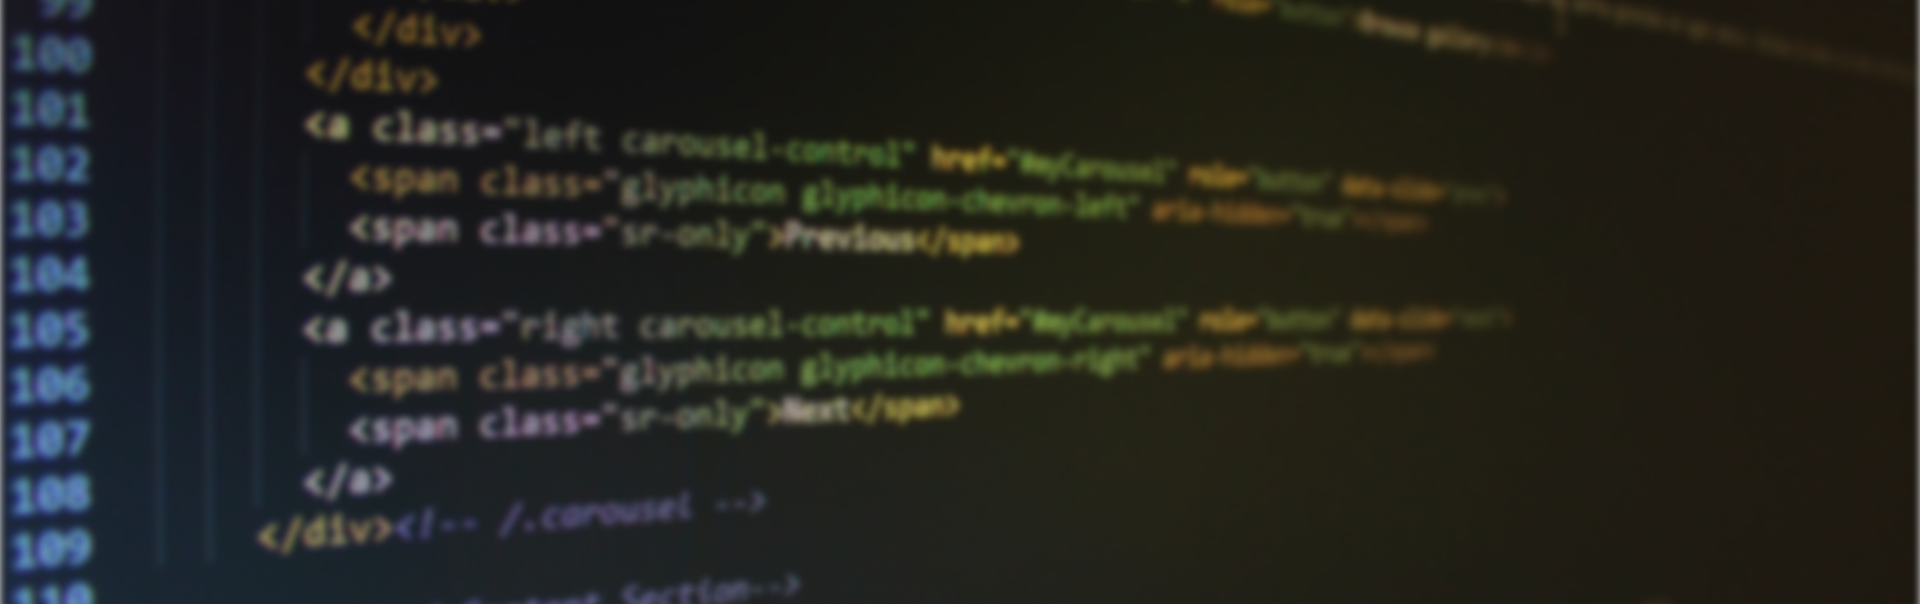 99
100 </div>
101 </div>
102 <a class="left carousel-control" href="#myCarousel" role="button" data-slide="prev">
103 <span class="glyphicon glyphicon-chevron-left" aria-hidden="true"></span>
104 <span class="sr-only">Previous</span>
105 </a>
106 <a class="right carousel-control" href="#myCarousel" role="button" data-slide="next">
107 <span class="glyphicon glyphicon-chevron-right" aria-hidden="true"></span>
108 <span class="sr-only">Next</span>
109 </a>
110 </div><!-- /.carousel -->
Section-->